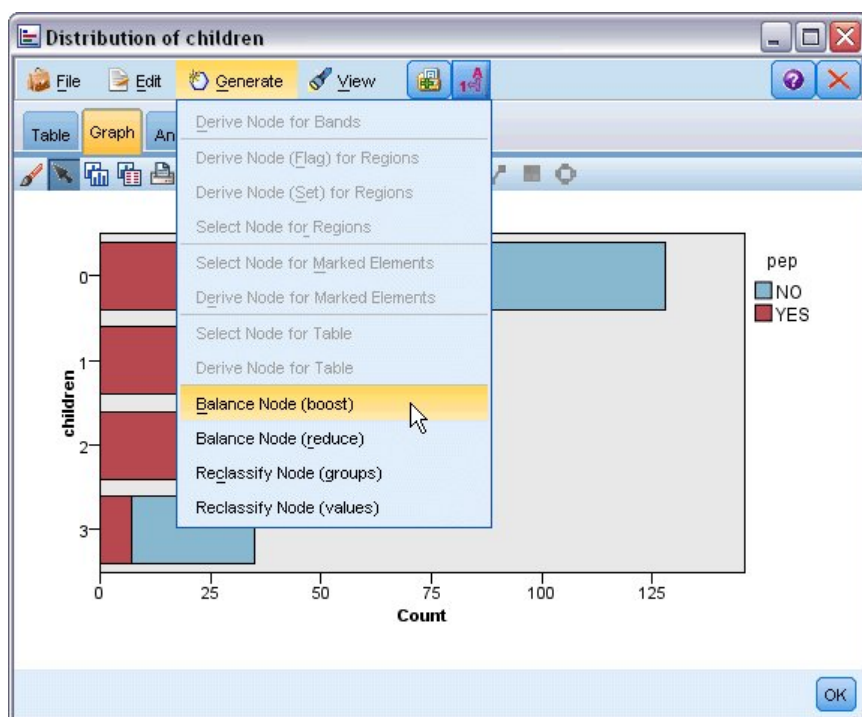 Distribution of children
File Edit Generate View
Table Graph An
Derive Node for Bands
Derive Node (Flag) for Regions
Derive Node (Set) for Regions
Select Node for Regions
Select Node for Marked Elements
Derive Node for Marked Elements
Select Node for Table
Derive Node for Table
Balance Node (boost)
Balance Node (reduce)
Reclassify Node (groups)
Reclassify Node (values)
children
0
1
2
3
0 25 50 75 100 125
Count
pep
NO
YES
OK